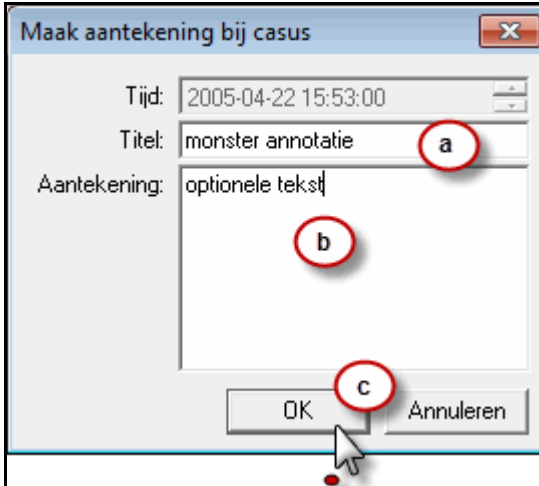 Maak aantekening bij casus
Tijd: 2005-04-22 15:53:00
Titel: monster annotatie
a
Aantekening: optionele tekst
b
c
OK Annuleren